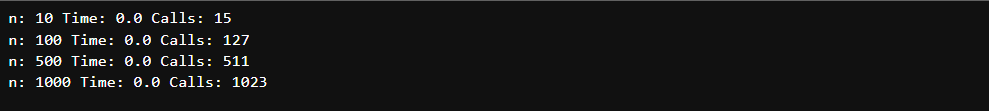 n: 10 Time: 0.0 Calls: 15
n: 100 Time: 0.0 Calls: 127
n: 500 Time: 0.0 Calls: 511
n: 1000 Time: 0.0 Calls: 1023